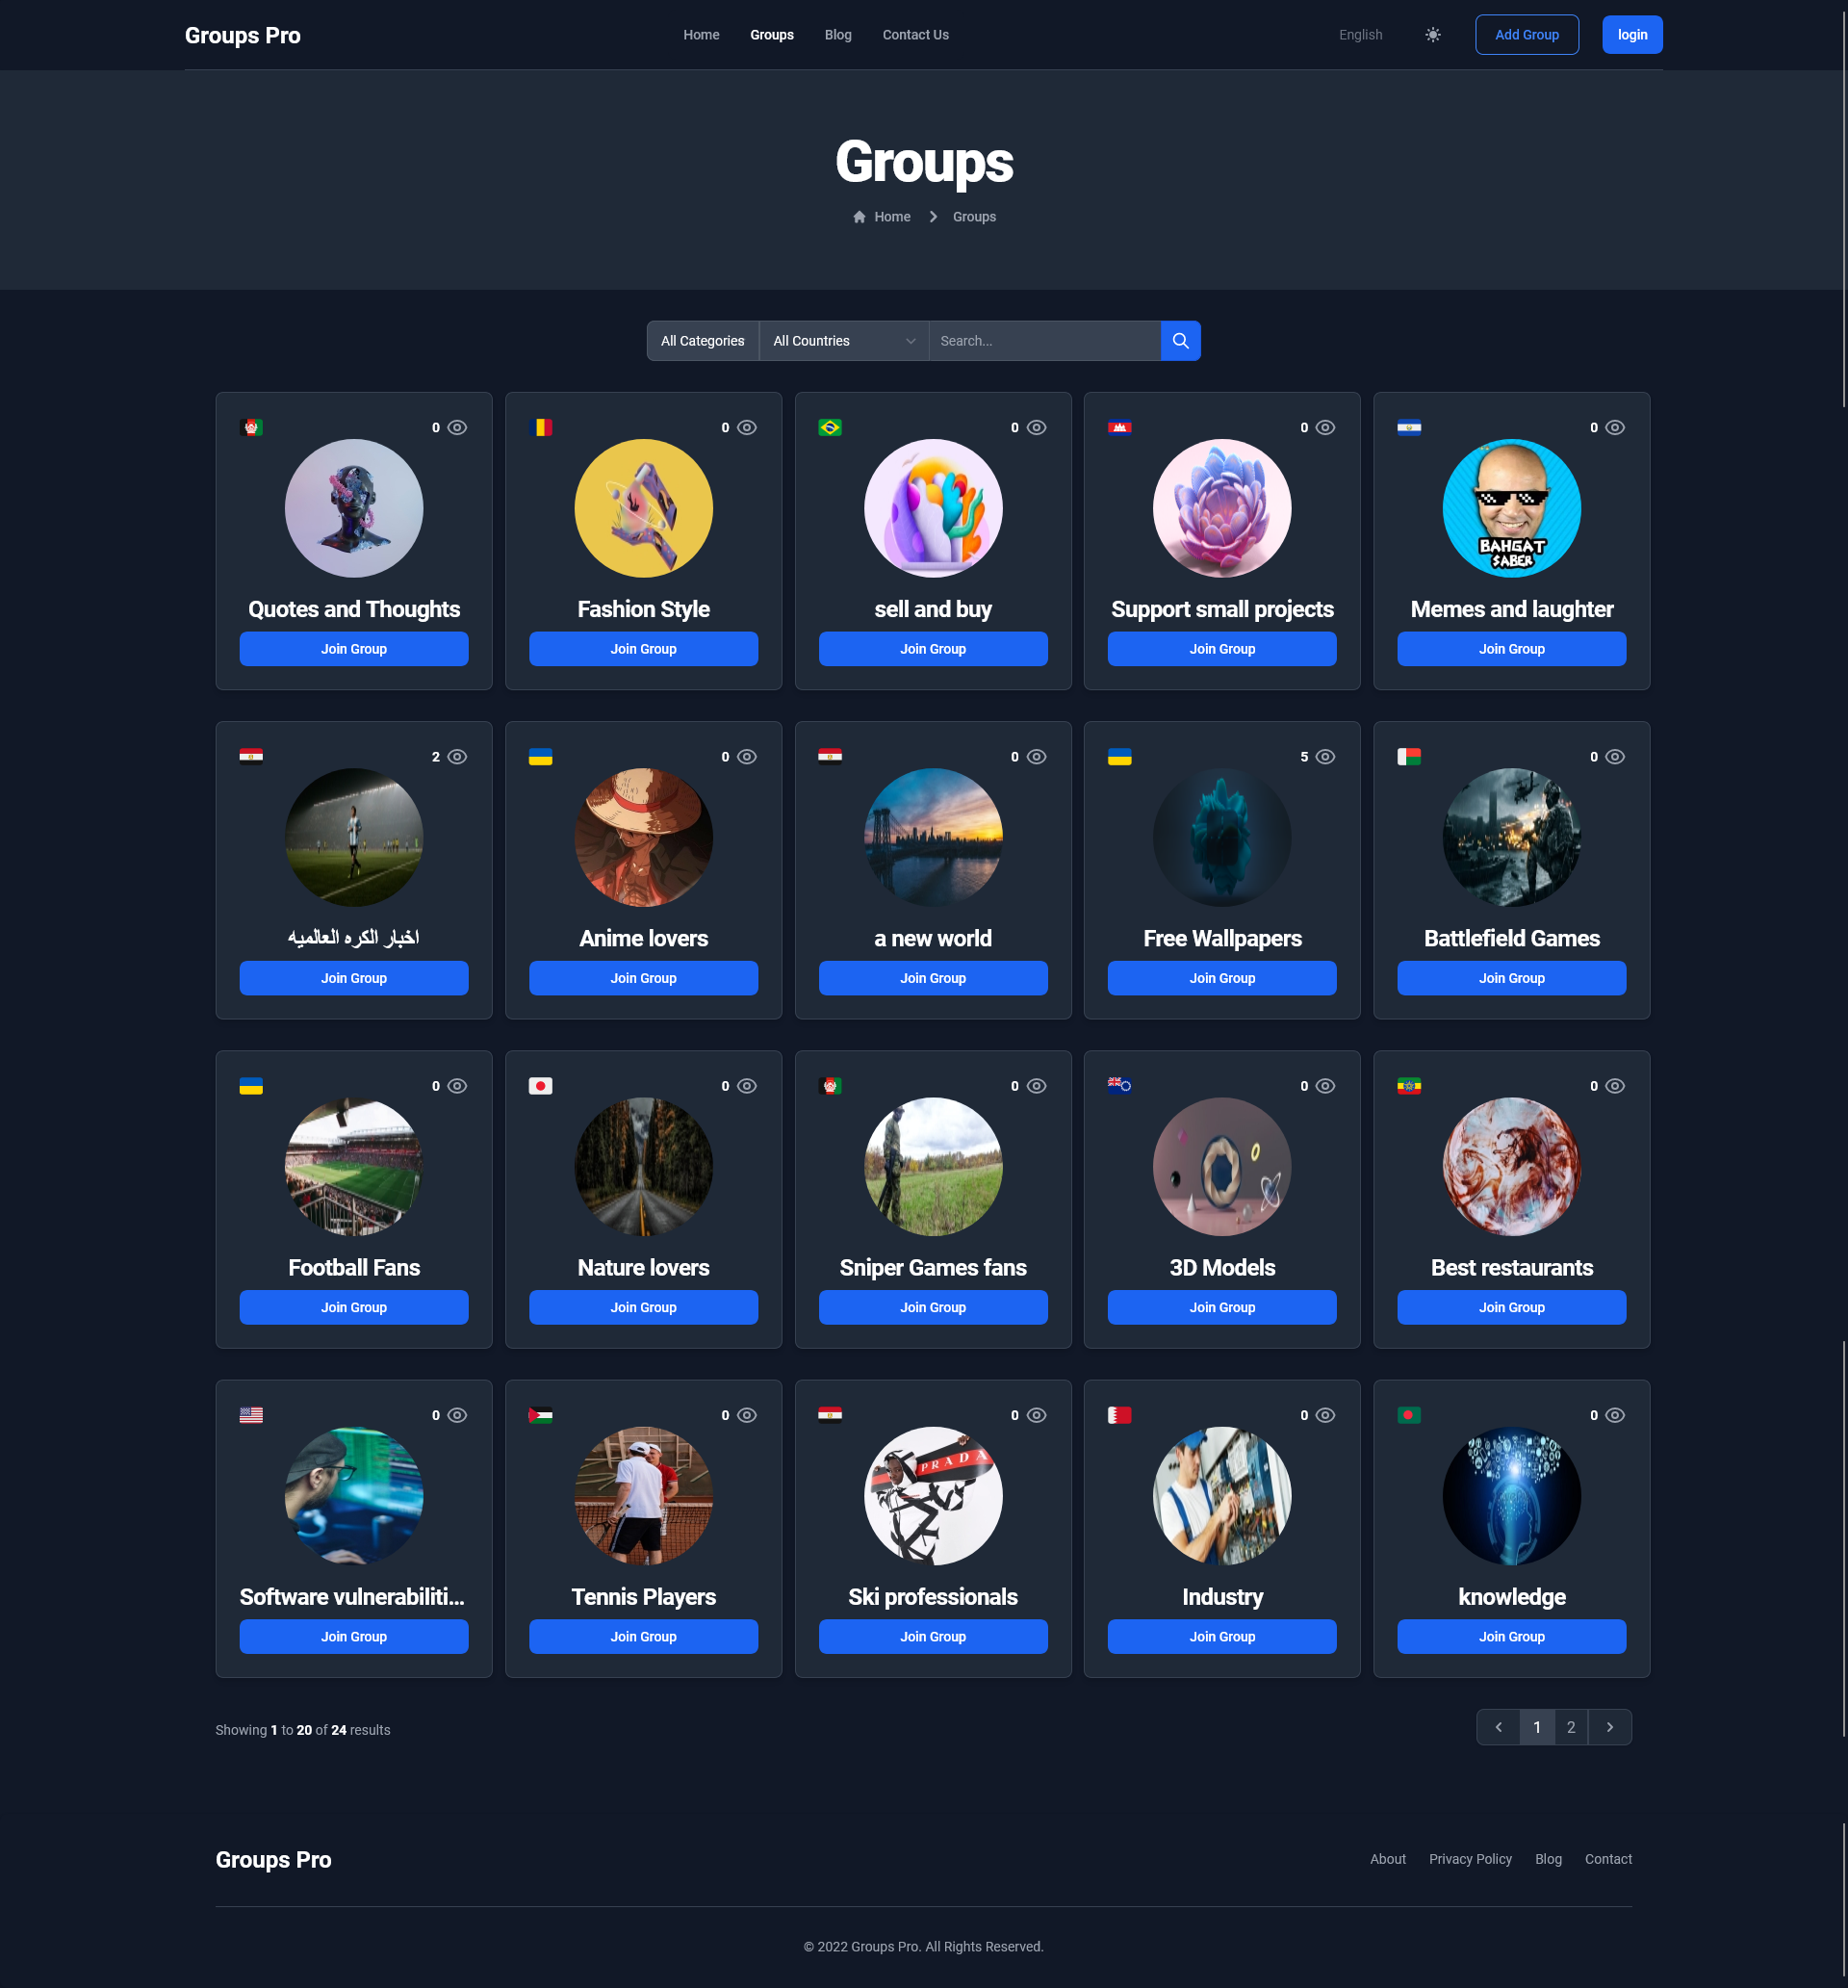 Groups Pro
Home Groups Blog Contact Us
English
Add Group
login
Groups
Home Groups
All Categories All Countries Search...
0 0 0 0 0
BAHGAT
SABER
Quotes and Thoughts Fashion Style sell and buy Support small projects Memes and laughter
Join Group Join Group Join Group Join Group Join Group
2 0 0 5 0
اخبار الكره العالميه Anime lovers a new world Free Wallpapers Battlefield Games
Join Group Join Group Join Group Join Group Join Group
0 0 0 0 0
Football Fans Nature lovers Sniper Games fans 3D Models Best restaurants
Join Group Join Group Join Group Join Group Join Group
0 0 0 0 0
PRADA
Software vulnerabiliti... Tennis Players Ski professionals Industry knowledge
Join Group Join Group Join Group Join Group Join Group
Showing 1 to 20 of 24 results
1 2
Groups Pro
About Privacy Policy Blog Contact
© 2022 Groups Pro. All Rights Reserved.